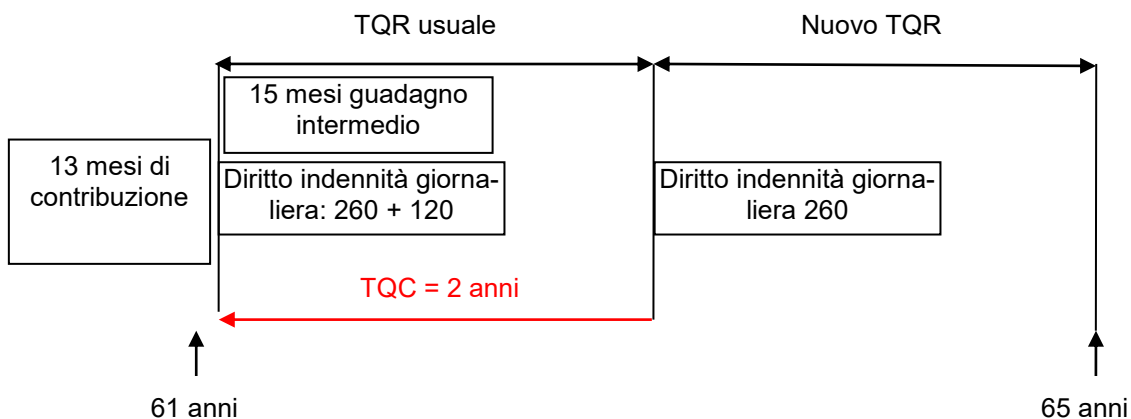 TQR usuale
Nuovo TQR
15 mesi guadagno
intermedio
13 mesi di
contribuzione
Diritto indennità giorna-
liera: 260 + 120
Diritto indennità giorna-
liera 260
TQC = 2 anni
61 anni
65 anni